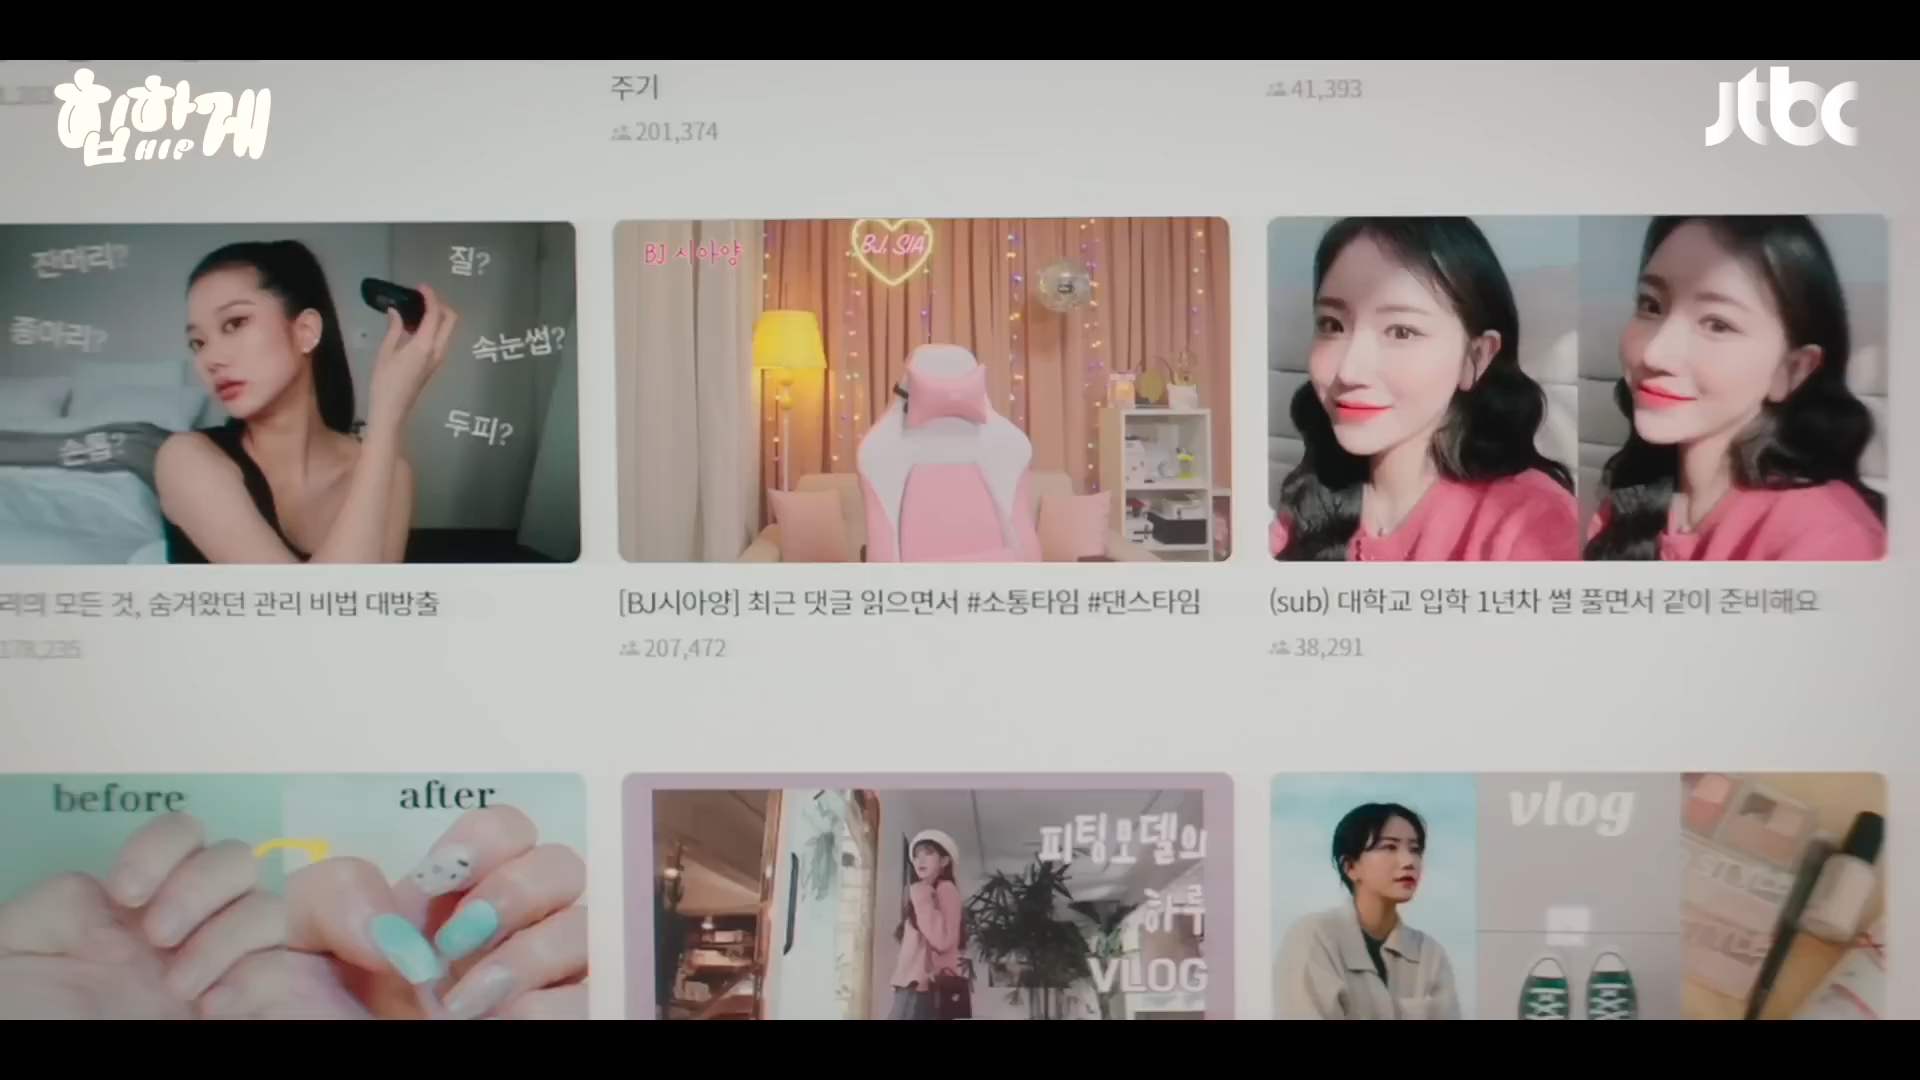 힙하게
HIP
jtbc
주기
201,374
41,393
잔머리?
종아리?
손톱?
질?
속눈썹?
두피?
BJ 시아양
BJ. SIA
의 모든 것, 숨겨왔던 관리 비법 대방출
178,235
[BJ시아양] 최근 댓글 읽으면서 #소통타임 #댄스타임
207,472
(sub) 대학교 입학 1년차 썰 풀면서 같이 준비해요
38,291
before
after
피팅모델의
하루
VLOG
vlog